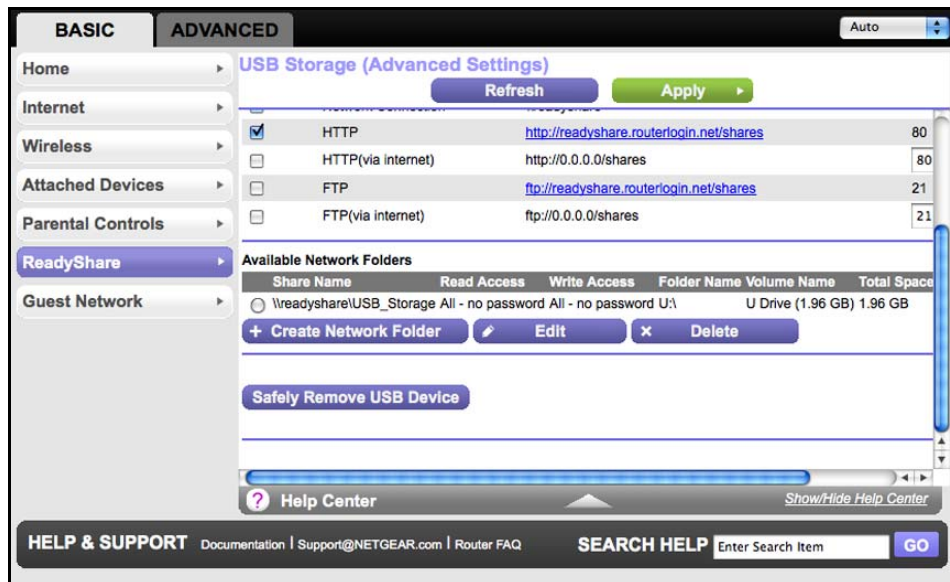 BASIC ADVANCED Auto
Home
Internet
Wireless
Attached Devices
Parental Controls
ReadyShare
Guest Network
USB Storage (Advanced Settings)
Refresh Apply
HTTP http://readyshare.routerlogin.net/shares 80
HTTP(via internet) http://0.0.0.0/shares 80
FTP ftp://readyshare.routerlogin.net/shares 21
FTP(via internet) ftp://0.0.0.0/shares 21
Available Network Folders
Share Name Read Access Write Access Folder Name Volume Name Total Space
\\readyshare\USB_Storage All - no password All - no password U:\ U Drive (1.96 GB) 1.96 GB
+ Create Network Folder Edit × Delete
Safely Remove USB Device
? Help Center Show/Hide Help Center
HELP & SUPPORT Documentation | Support@NETGEAR.com | Router FAQ SEARCH HELP Enter Search Item GO